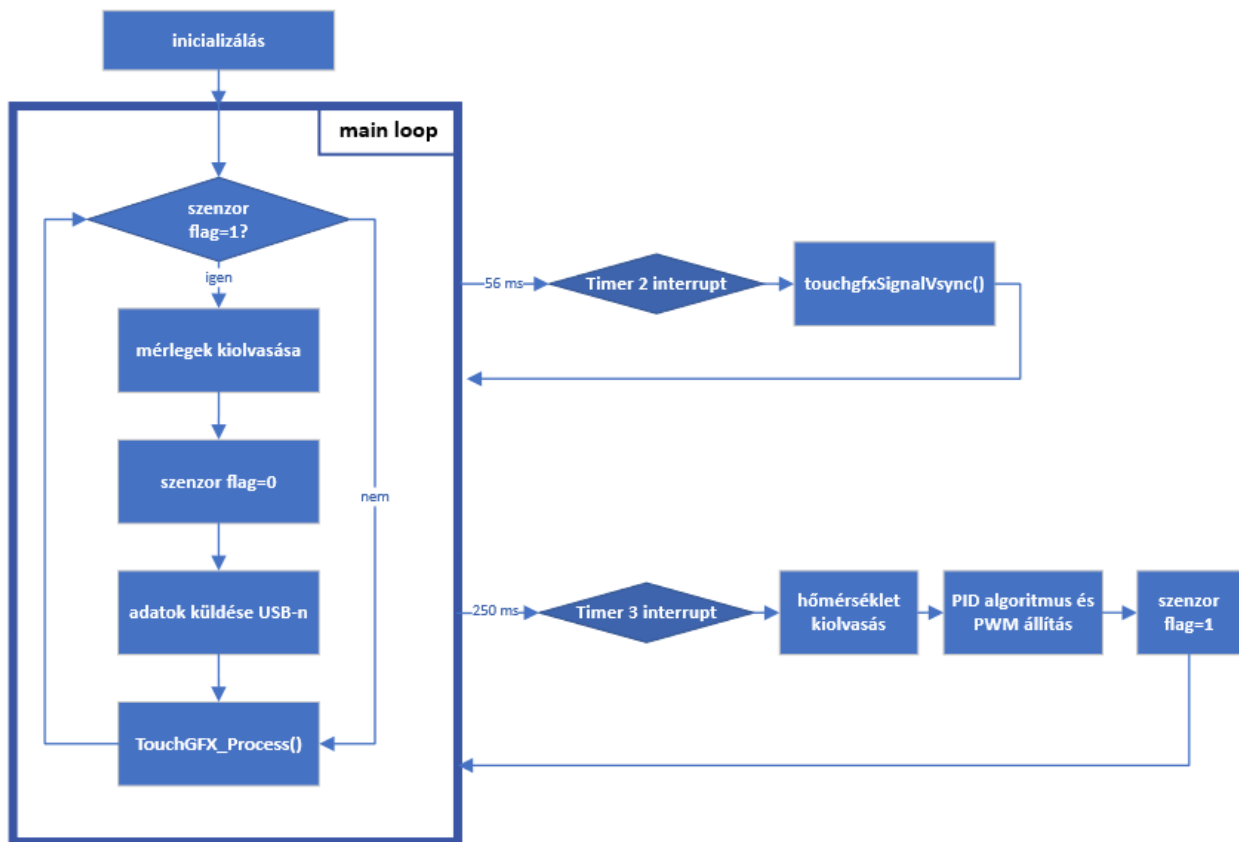 inicializálás
main loop
szenzor
flag=1?
igen
mérlegek kiolvasása
szenzor flag=0
nem
adatok küldése USB-n
TouchGFX_Process()
56 ms
Timer 2 interrupt
touchgfxSignalVsync()
250 ms
Timer 3 interrupt
hőmérséklet
kiolvasás
PID algoritmus és
PWM állítás
szenzor
flag=1